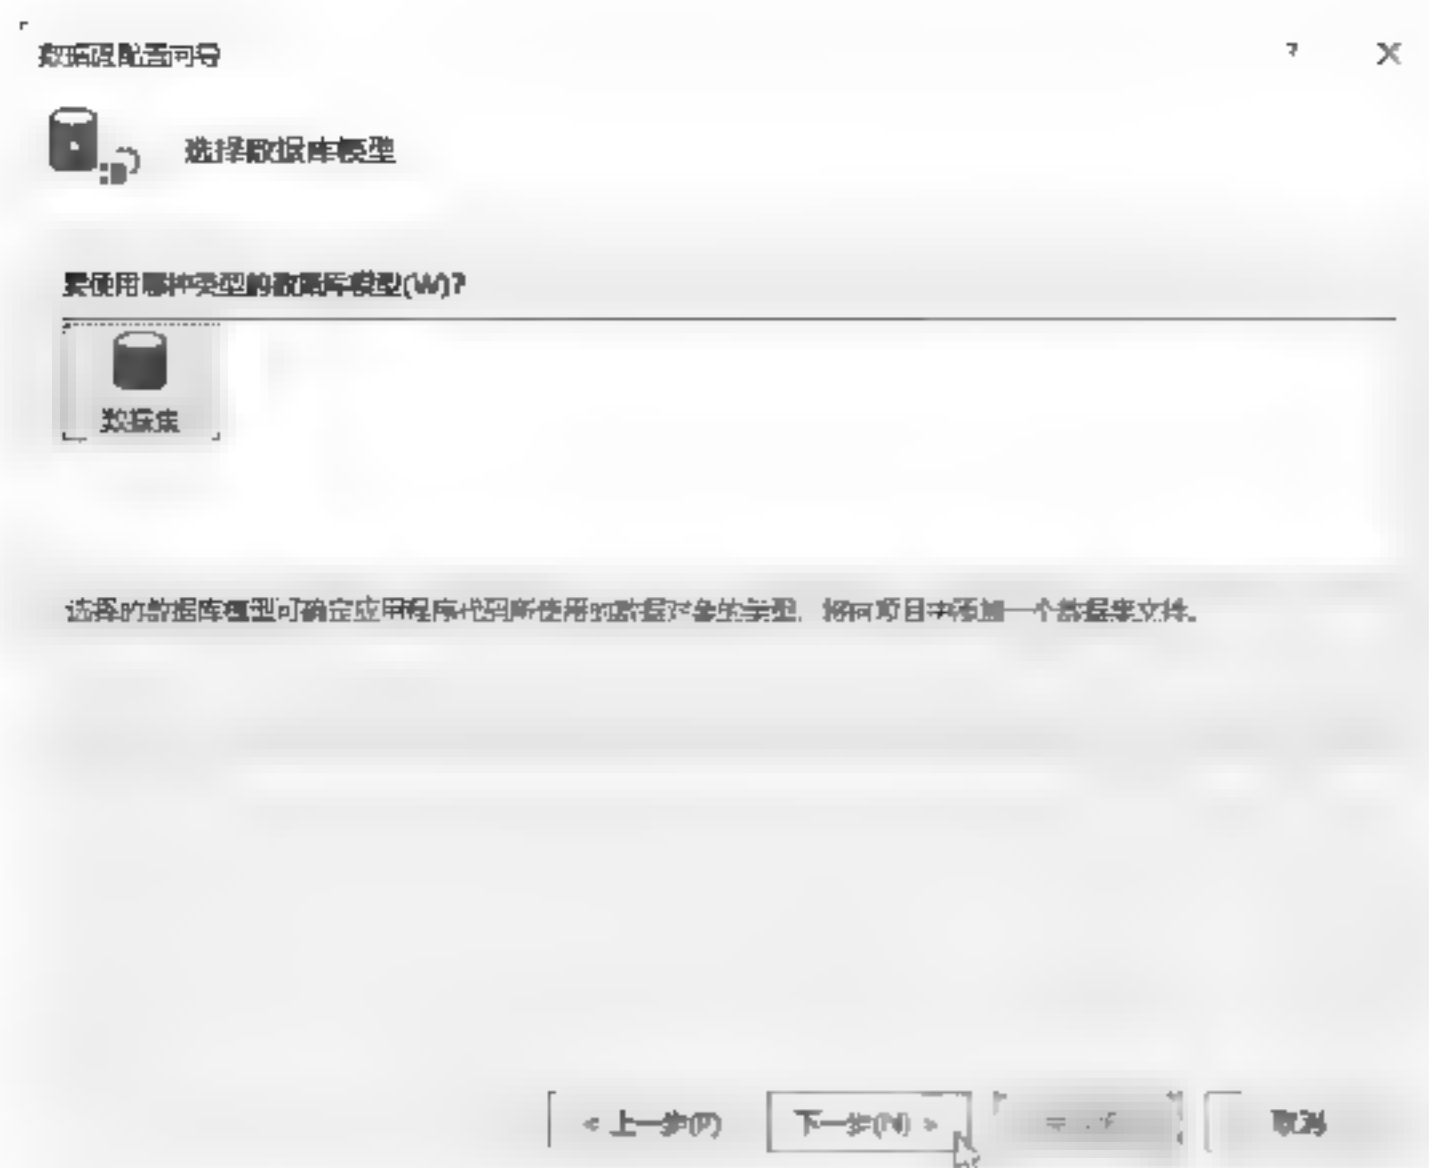 数据源配置向导
选择数据库模型
要使用哪种类型的数据库模型(W)?
数据集
选择的数据库模型可确定应用程序代码所使用的数据对象的类型。将向项目中添加一个数据集文件。
< 上一步(P) 下一步(N) > 取消